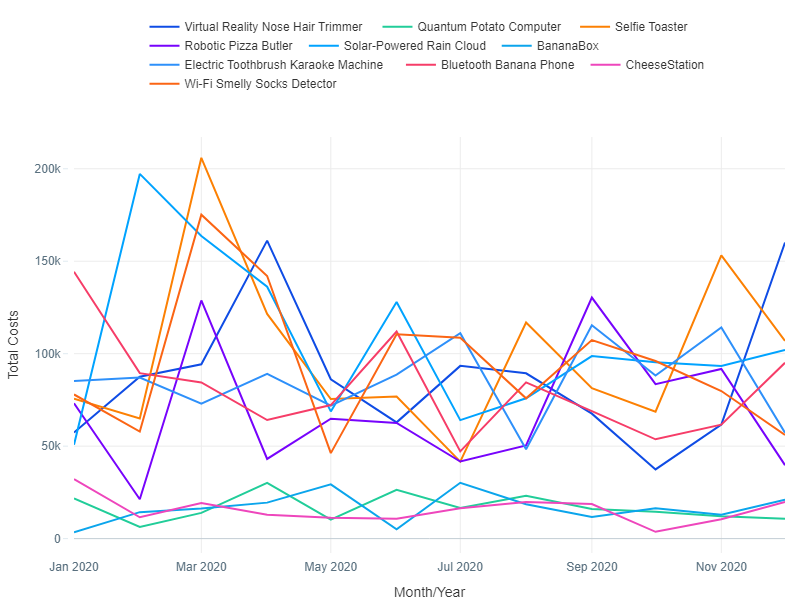 Virtual Reality Nose Hair Trimmer Quantum Potato Computer Selfie Toaster
Robotic Pizza Butler Solar-Powered Rain Cloud BananaBox
Electric Toothbrush Karaoke Machine Bluetooth Banana Phone CheeseStation
Wi-Fi Smelly Socks Detector
200k
150k
100k
50k
0
Total Costs
Jan 2020 Mar 2020 May 2020 Jul 2020 Sep 2020 Nov 2020
Month/Year